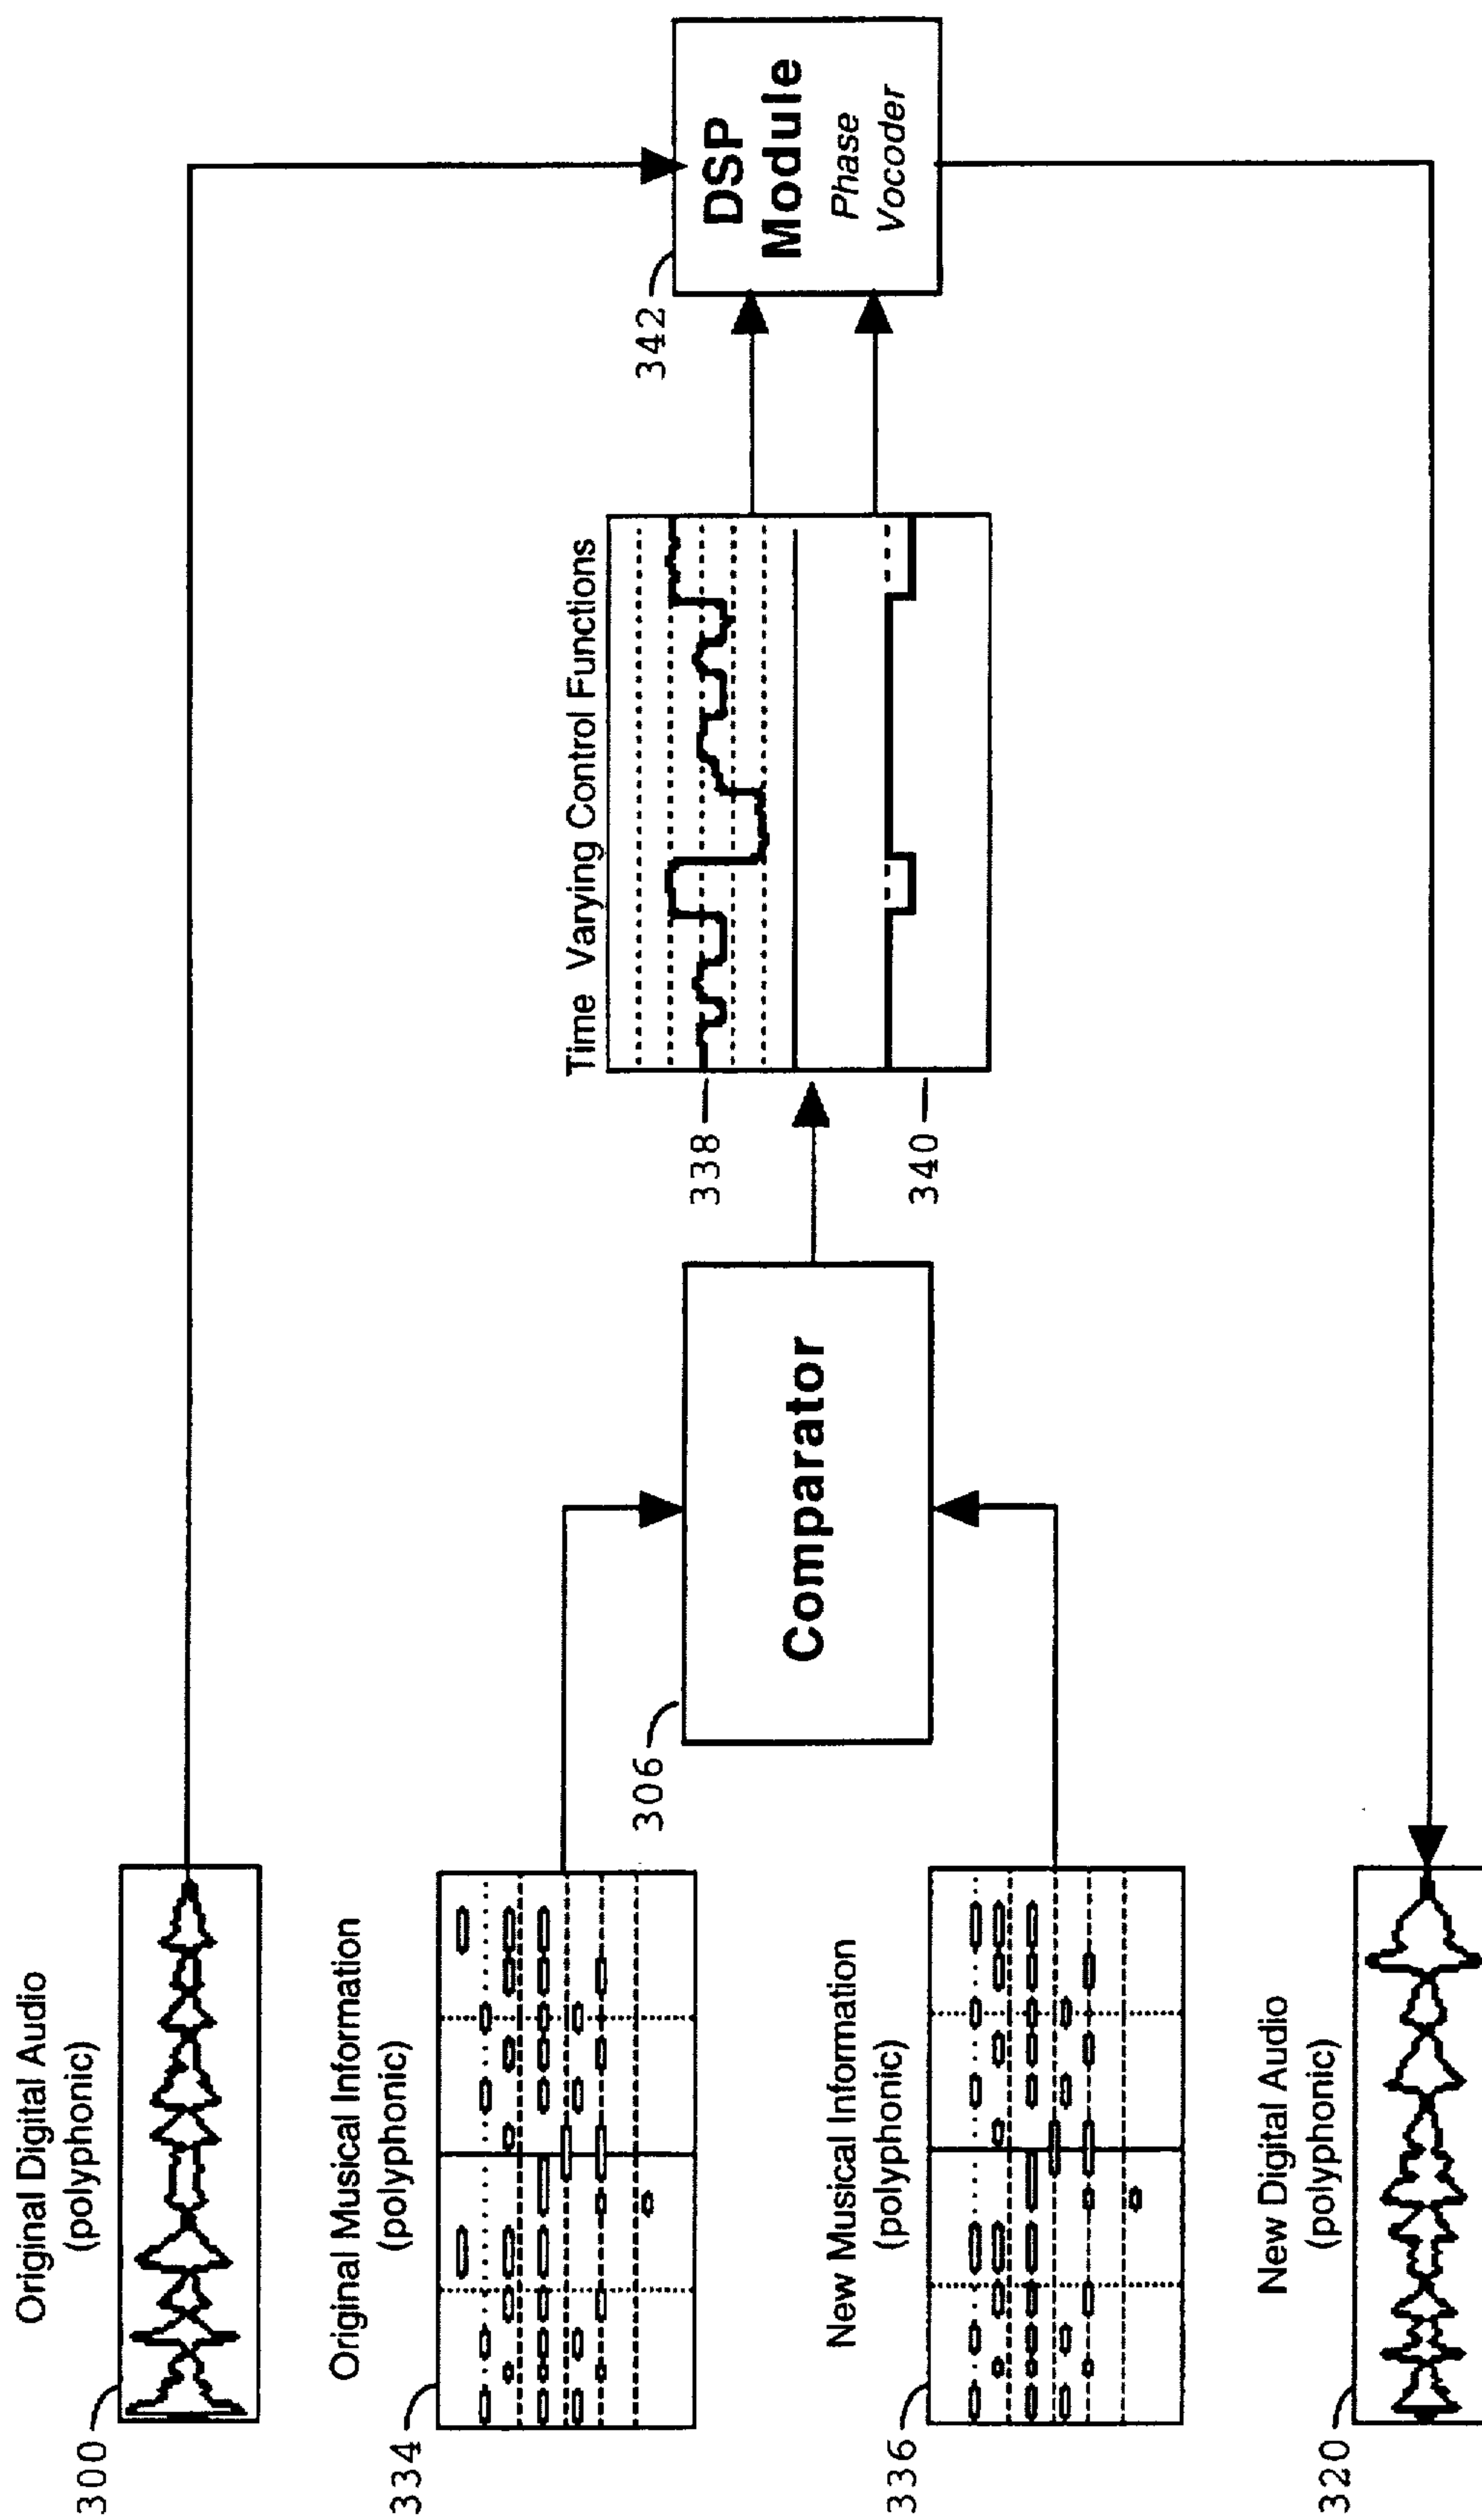 300
Original Digital Audio
(polyphonic)
334
Original Musical Information
(polyphonic)
306
Comparator
336
New Musical Information
(polyphonic)
320
New Digital Audio
(polyphonic)
Time Varying Control Functions
338
340
342
DSP
Module
Phase
Vocoder